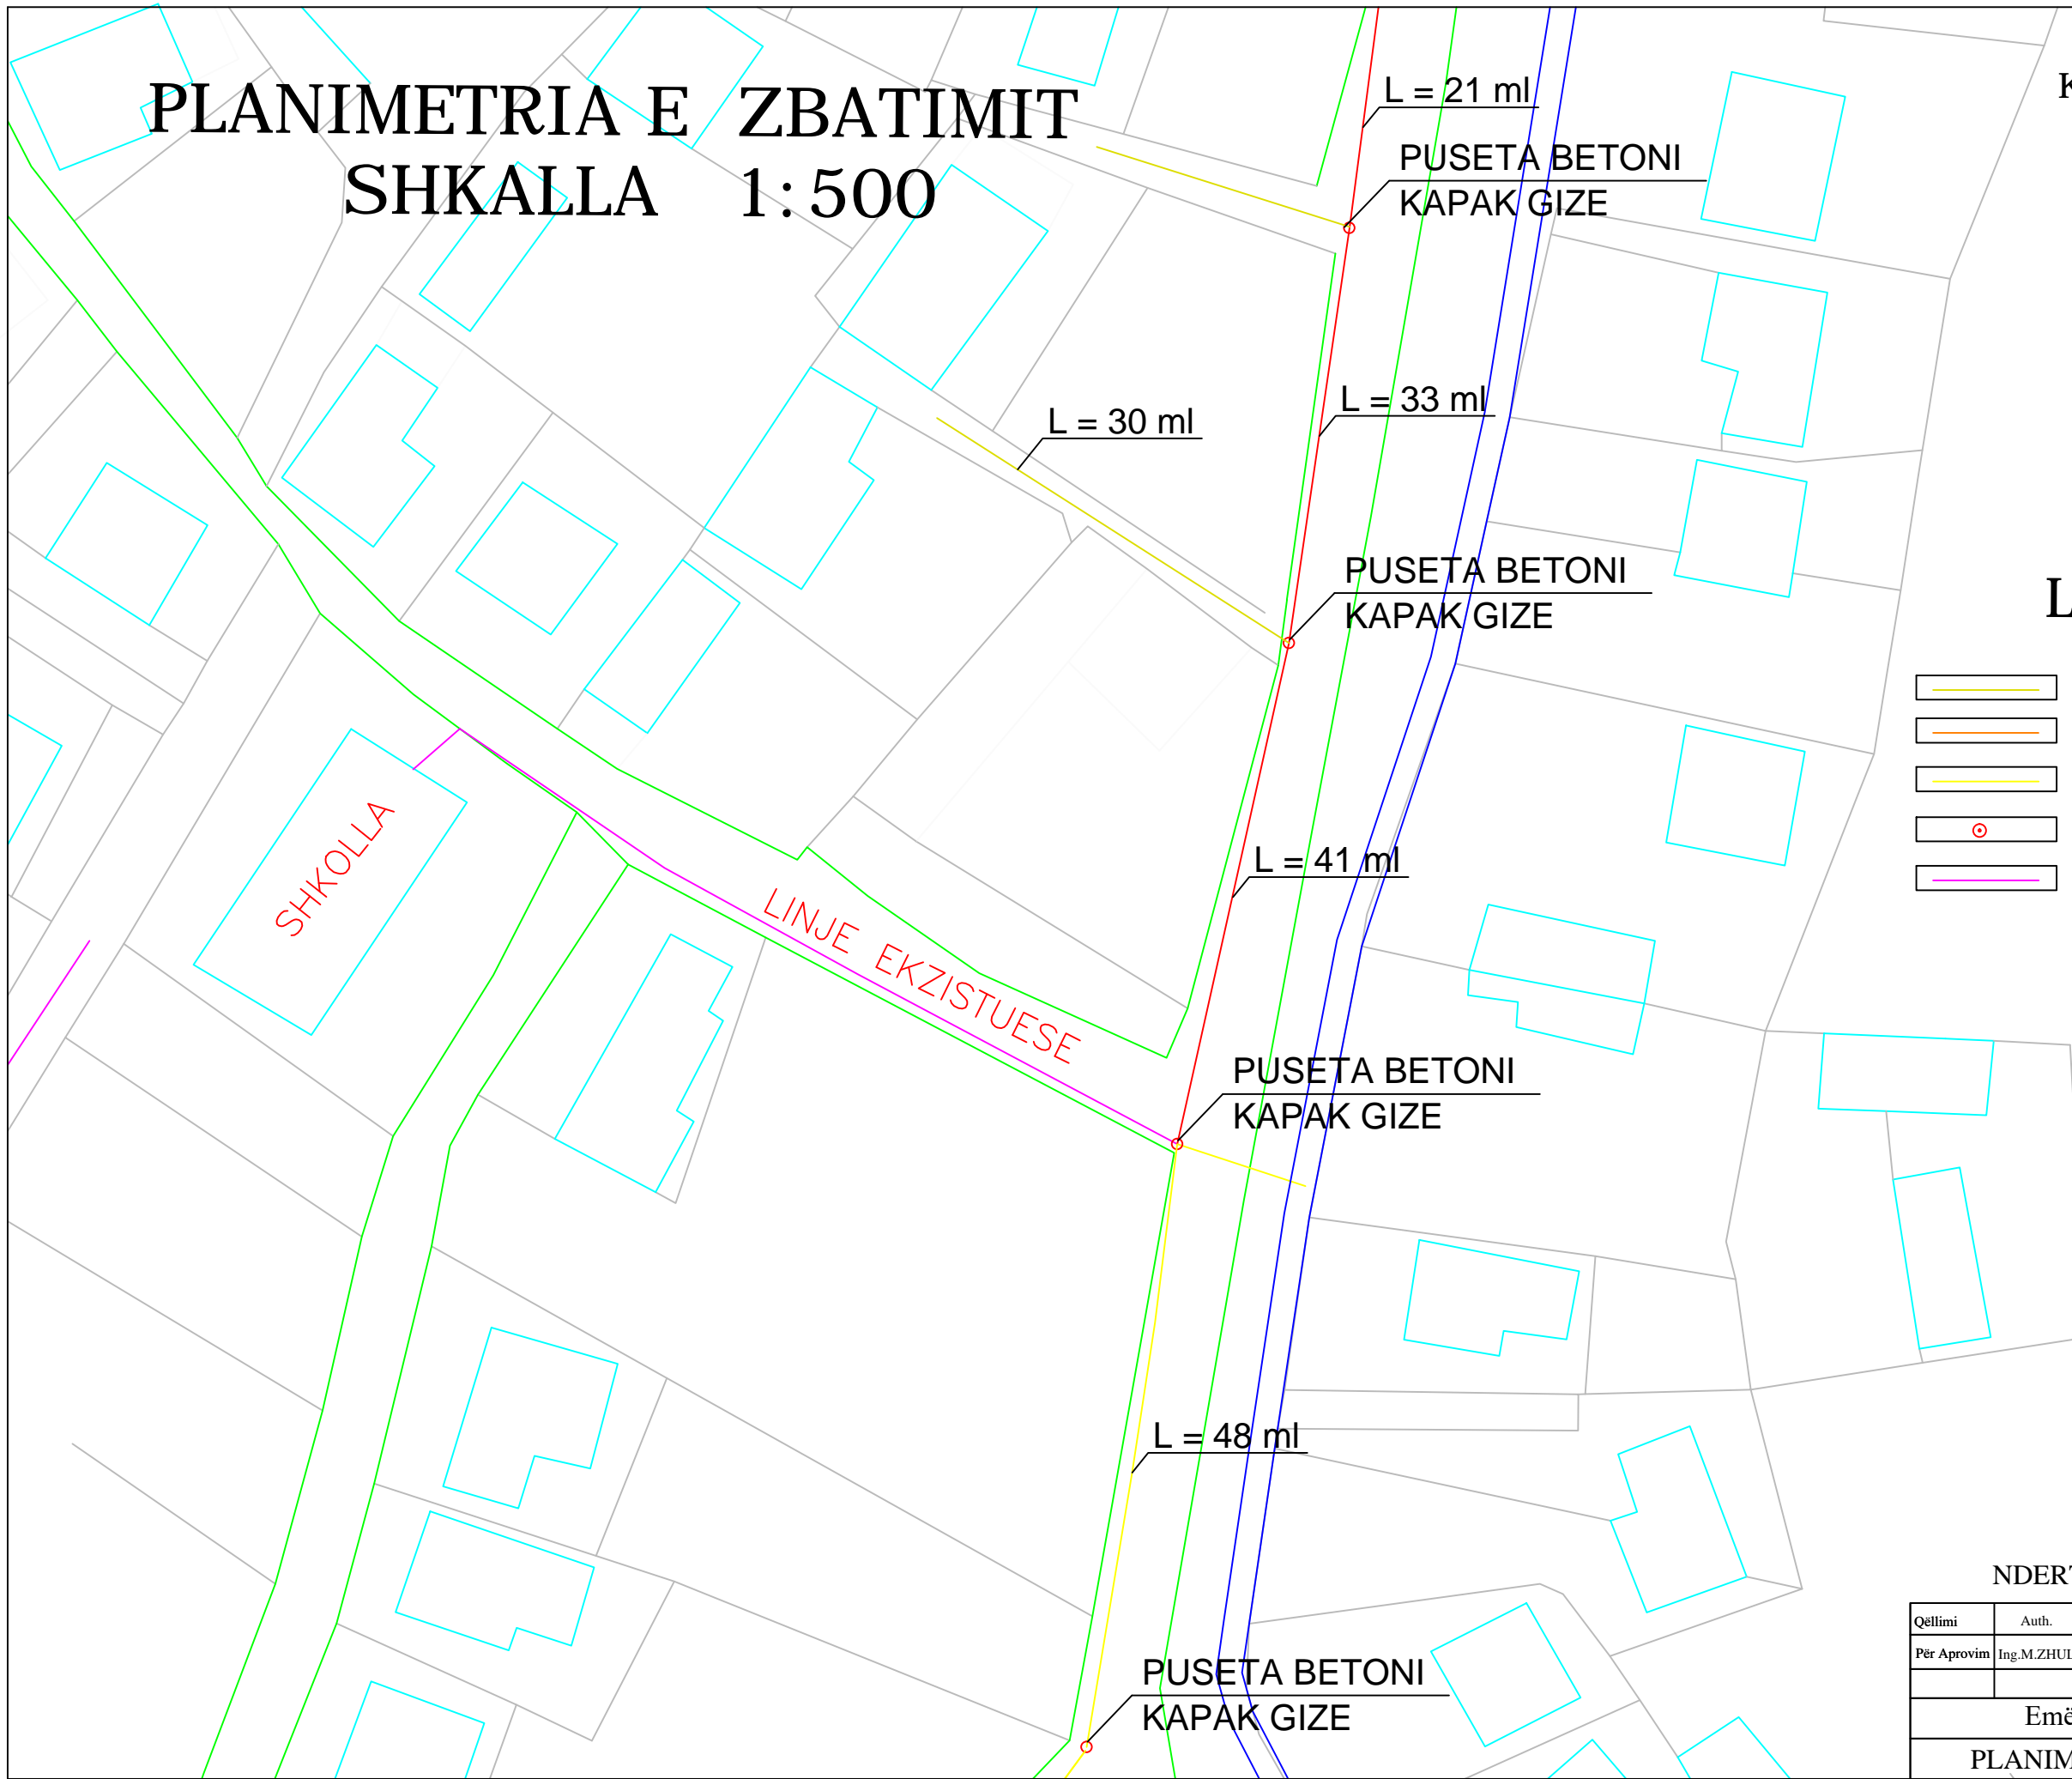 PLANIMETRIA E ZBATIMIT
SHKALLA 1:500
K
L = 21 ml
PUSETA BETONI
KAPAK GIZE
L = 33 ml
L = 30 ml
PUSETA BETONI
KAPAK GIZE
L
L = 41 ml
SHKOLLA
LINJE EKZISTUESE
PUSETA BETONI
KAPAK GIZE
L = 48 ml
PUSETA BETONI
KAPAK GIZE
Qëllimi Auth.
Për Aprovim